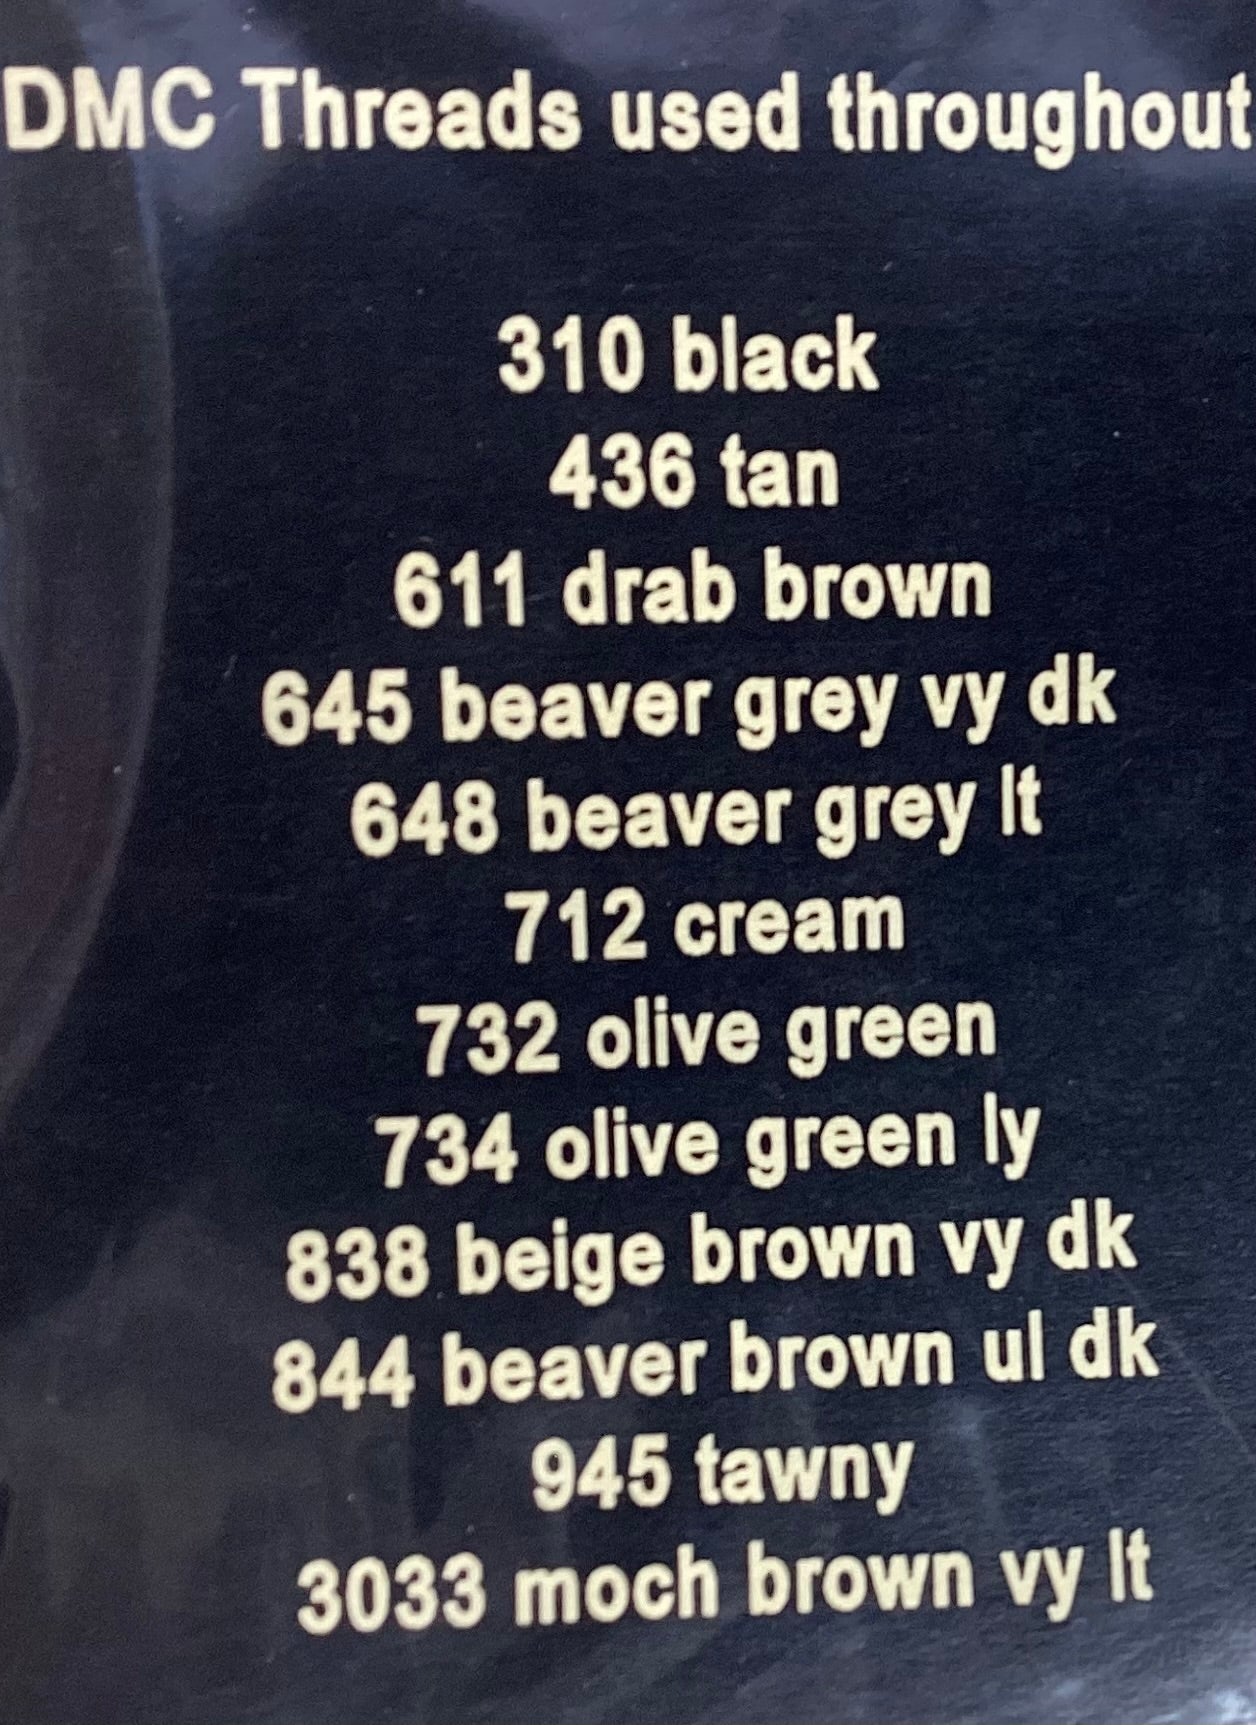 DMC Threads used throughout
310 black
436 tan
611 drab brown
645 beaver grey vy dk
648 beaver grey lt
712 cream
732 olive green
734 olive green ly
838 beige brown vy dk
844 beaver brown ul dk
945 tawny
3033 moch brown vy lt